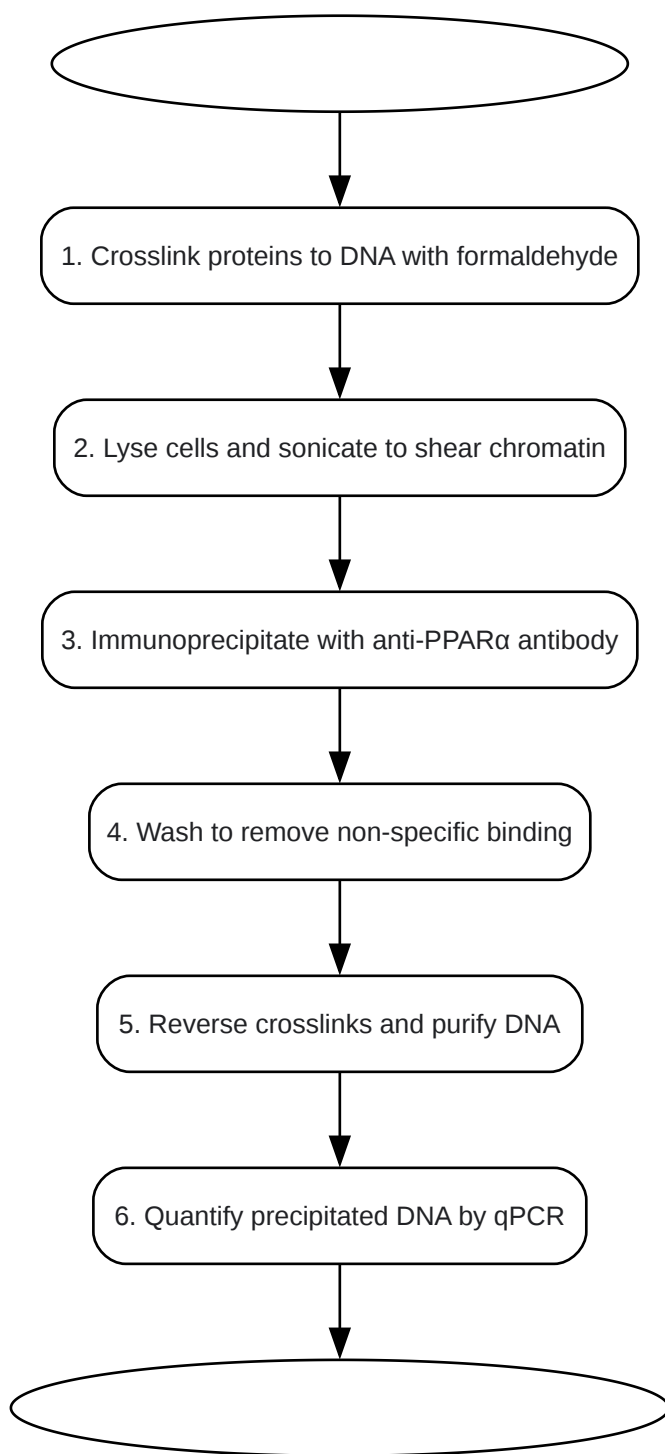 1. Crosslink proteins to DNA with formaldehyde
2. Lyse cells and sonicate to shear chromatin
3. Immunoprecipitate with anti-PPARα antibody
4. Wash to remove non-specific binding
5. Reverse crosslinks and purify DNA
6. Quantify precipitated DNA by qPCR